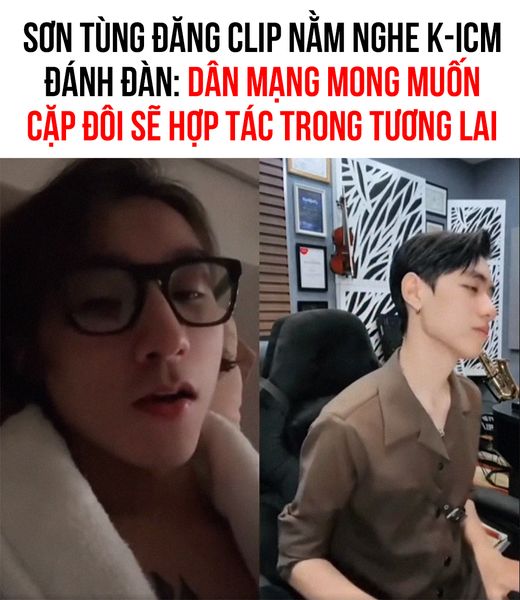 SƠN TÙNG ĐĂNG CLIP NẰM NGHE K-ICM
ĐÁNH ĐÀN: DÂN MẠNG MONG MUỐN
CẶP ĐÔI SẼ HỢP TÁC TRONG TƯƠNG LAI